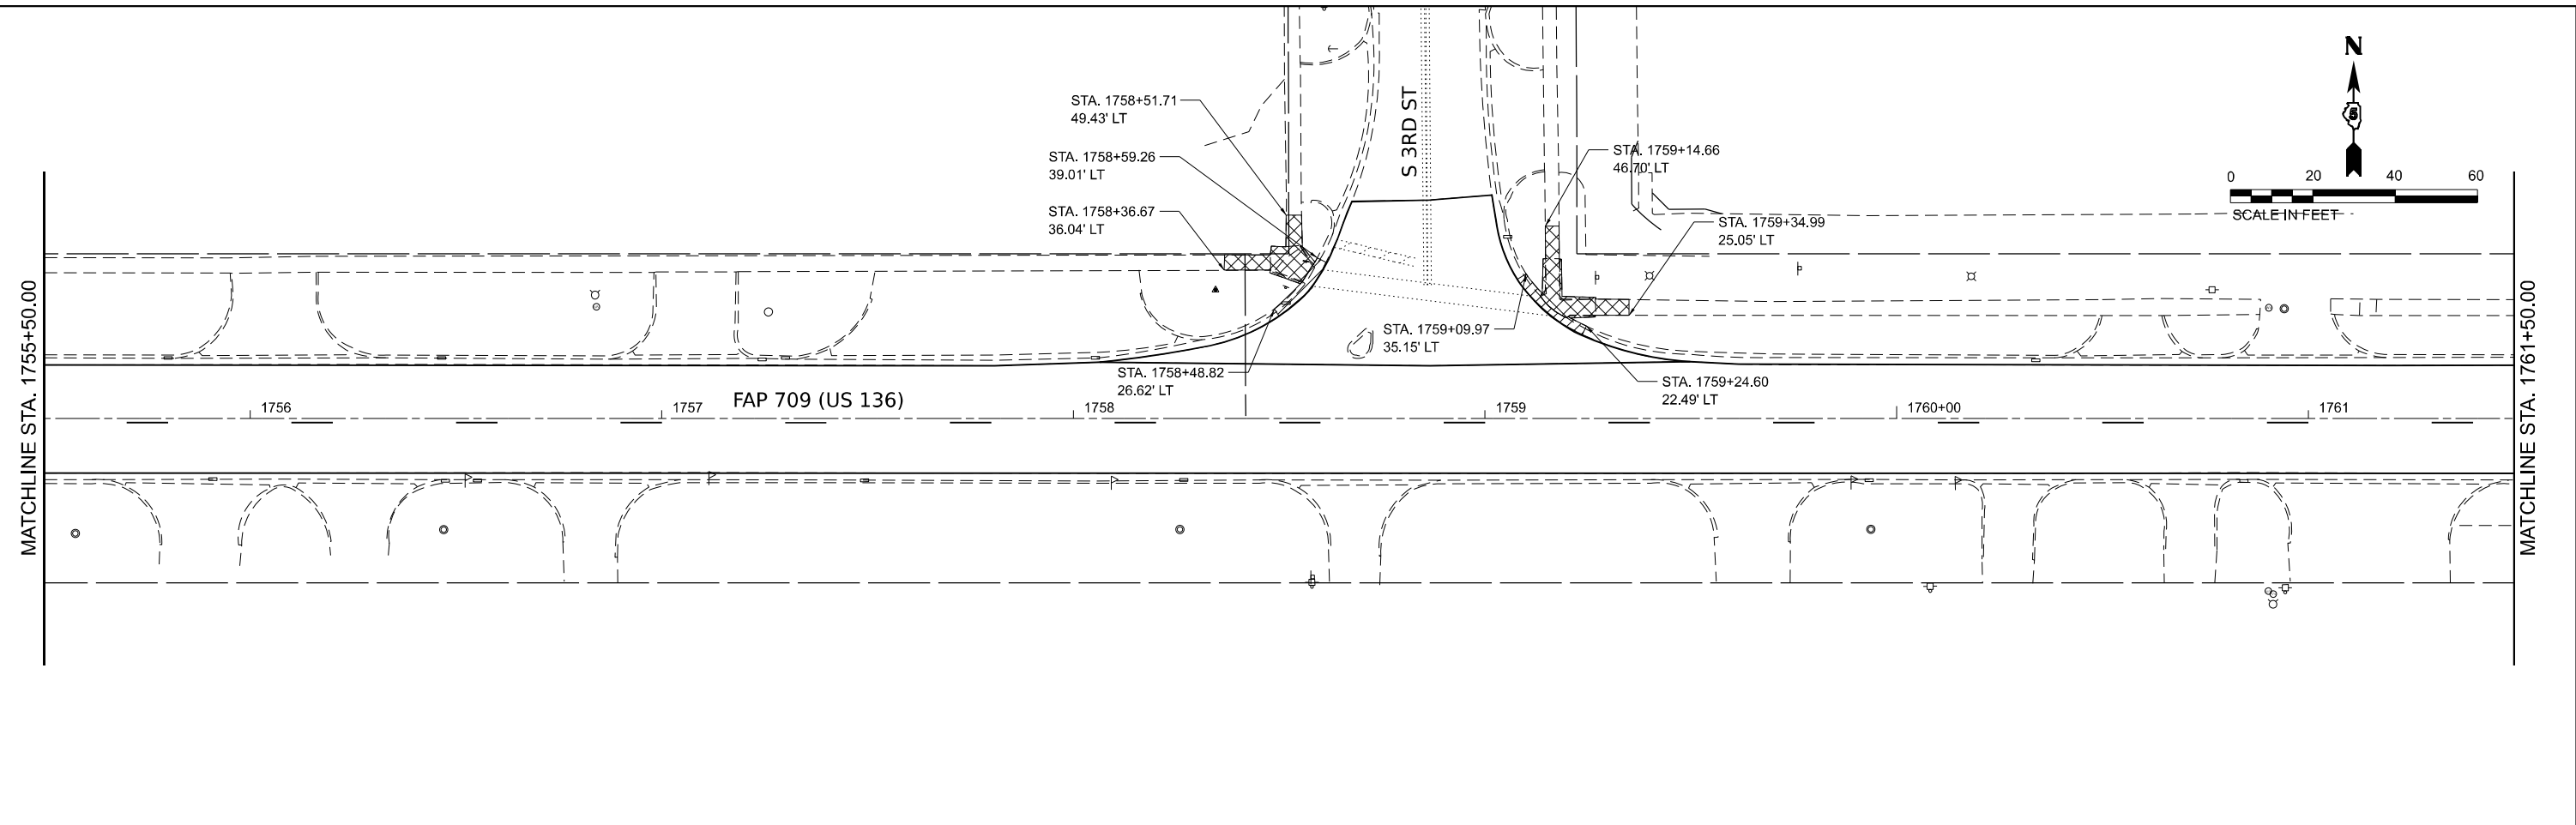 N
5
0 20 40 60
SCALE IN FEET
S 3RD ST
STA. 1758+51.71
49.43' LT
STA. 1758+59.26
39.01' LT
STA. 1758+36.67
36.04' LT
STA. 1759+14.66
46.70' LT
STA. 1759+34.99
25.05' LT
STA. 1759+09.97
35.15' LT
STA. 1758+48.82
26.62' LT
STA. 1759+24.60
22.49' LT
MATCHLINE STA. 1755+50.00
MATCHLINE STA. 1761+50.00
FAP 709 (US 136)
1756 1757 1758 1759 1760+00 1761